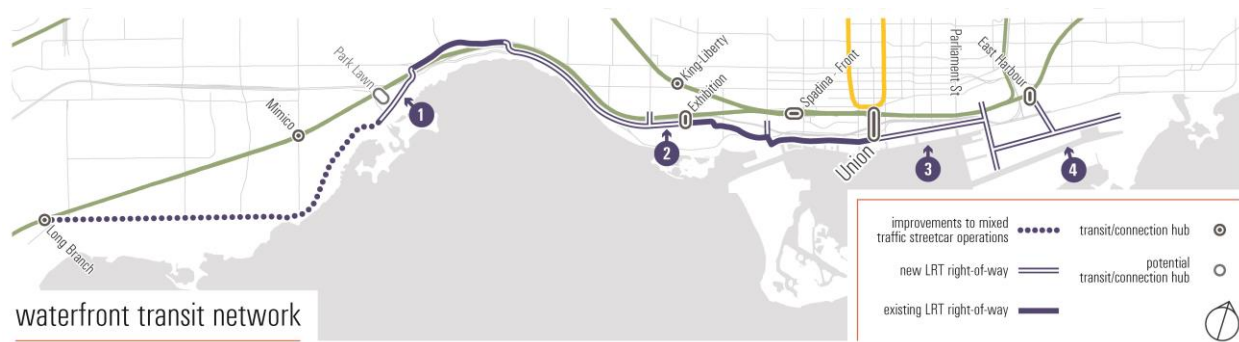 Long Branch
Mimico
Park Lawn
1
2
King-Liberty
Exhibition
Spadina - Front
Union
Parliament St
East Harbour
3
4
improvements to mixed
traffic streetcar operations
transit/connection hub
new LRT right-of-way
potential
transit/connection hub
existing LRT right-of-way
waterfront transit network